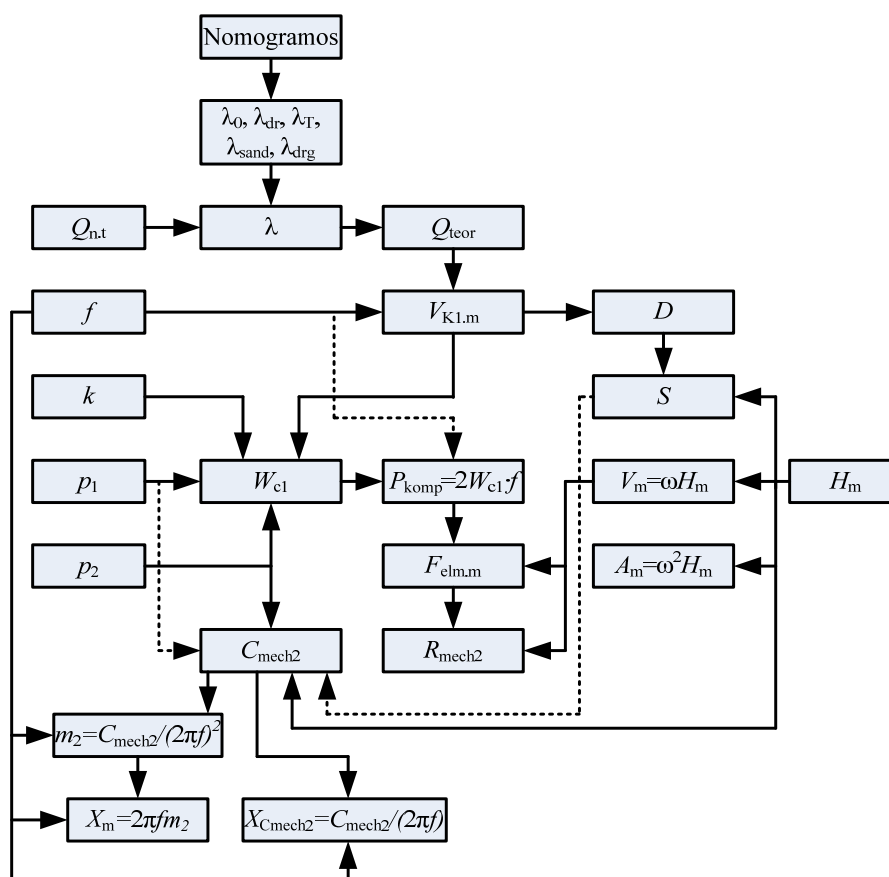 Nomogramos
λ0, λdr, λT,
λsand, λdrg
Qn.t
λ
Qteor
f
VK1.m
D
k
S
p1
Wc1
Pkomp=2Wc1·f
Vm=ωHm
Hm
p2
Felm.m
Am=ω²Hm
Cmech2
Rmech2
m2=Cmech2/(2πf)²
Xm=2πfm2
XCmech2=Cmech2/(2πf)